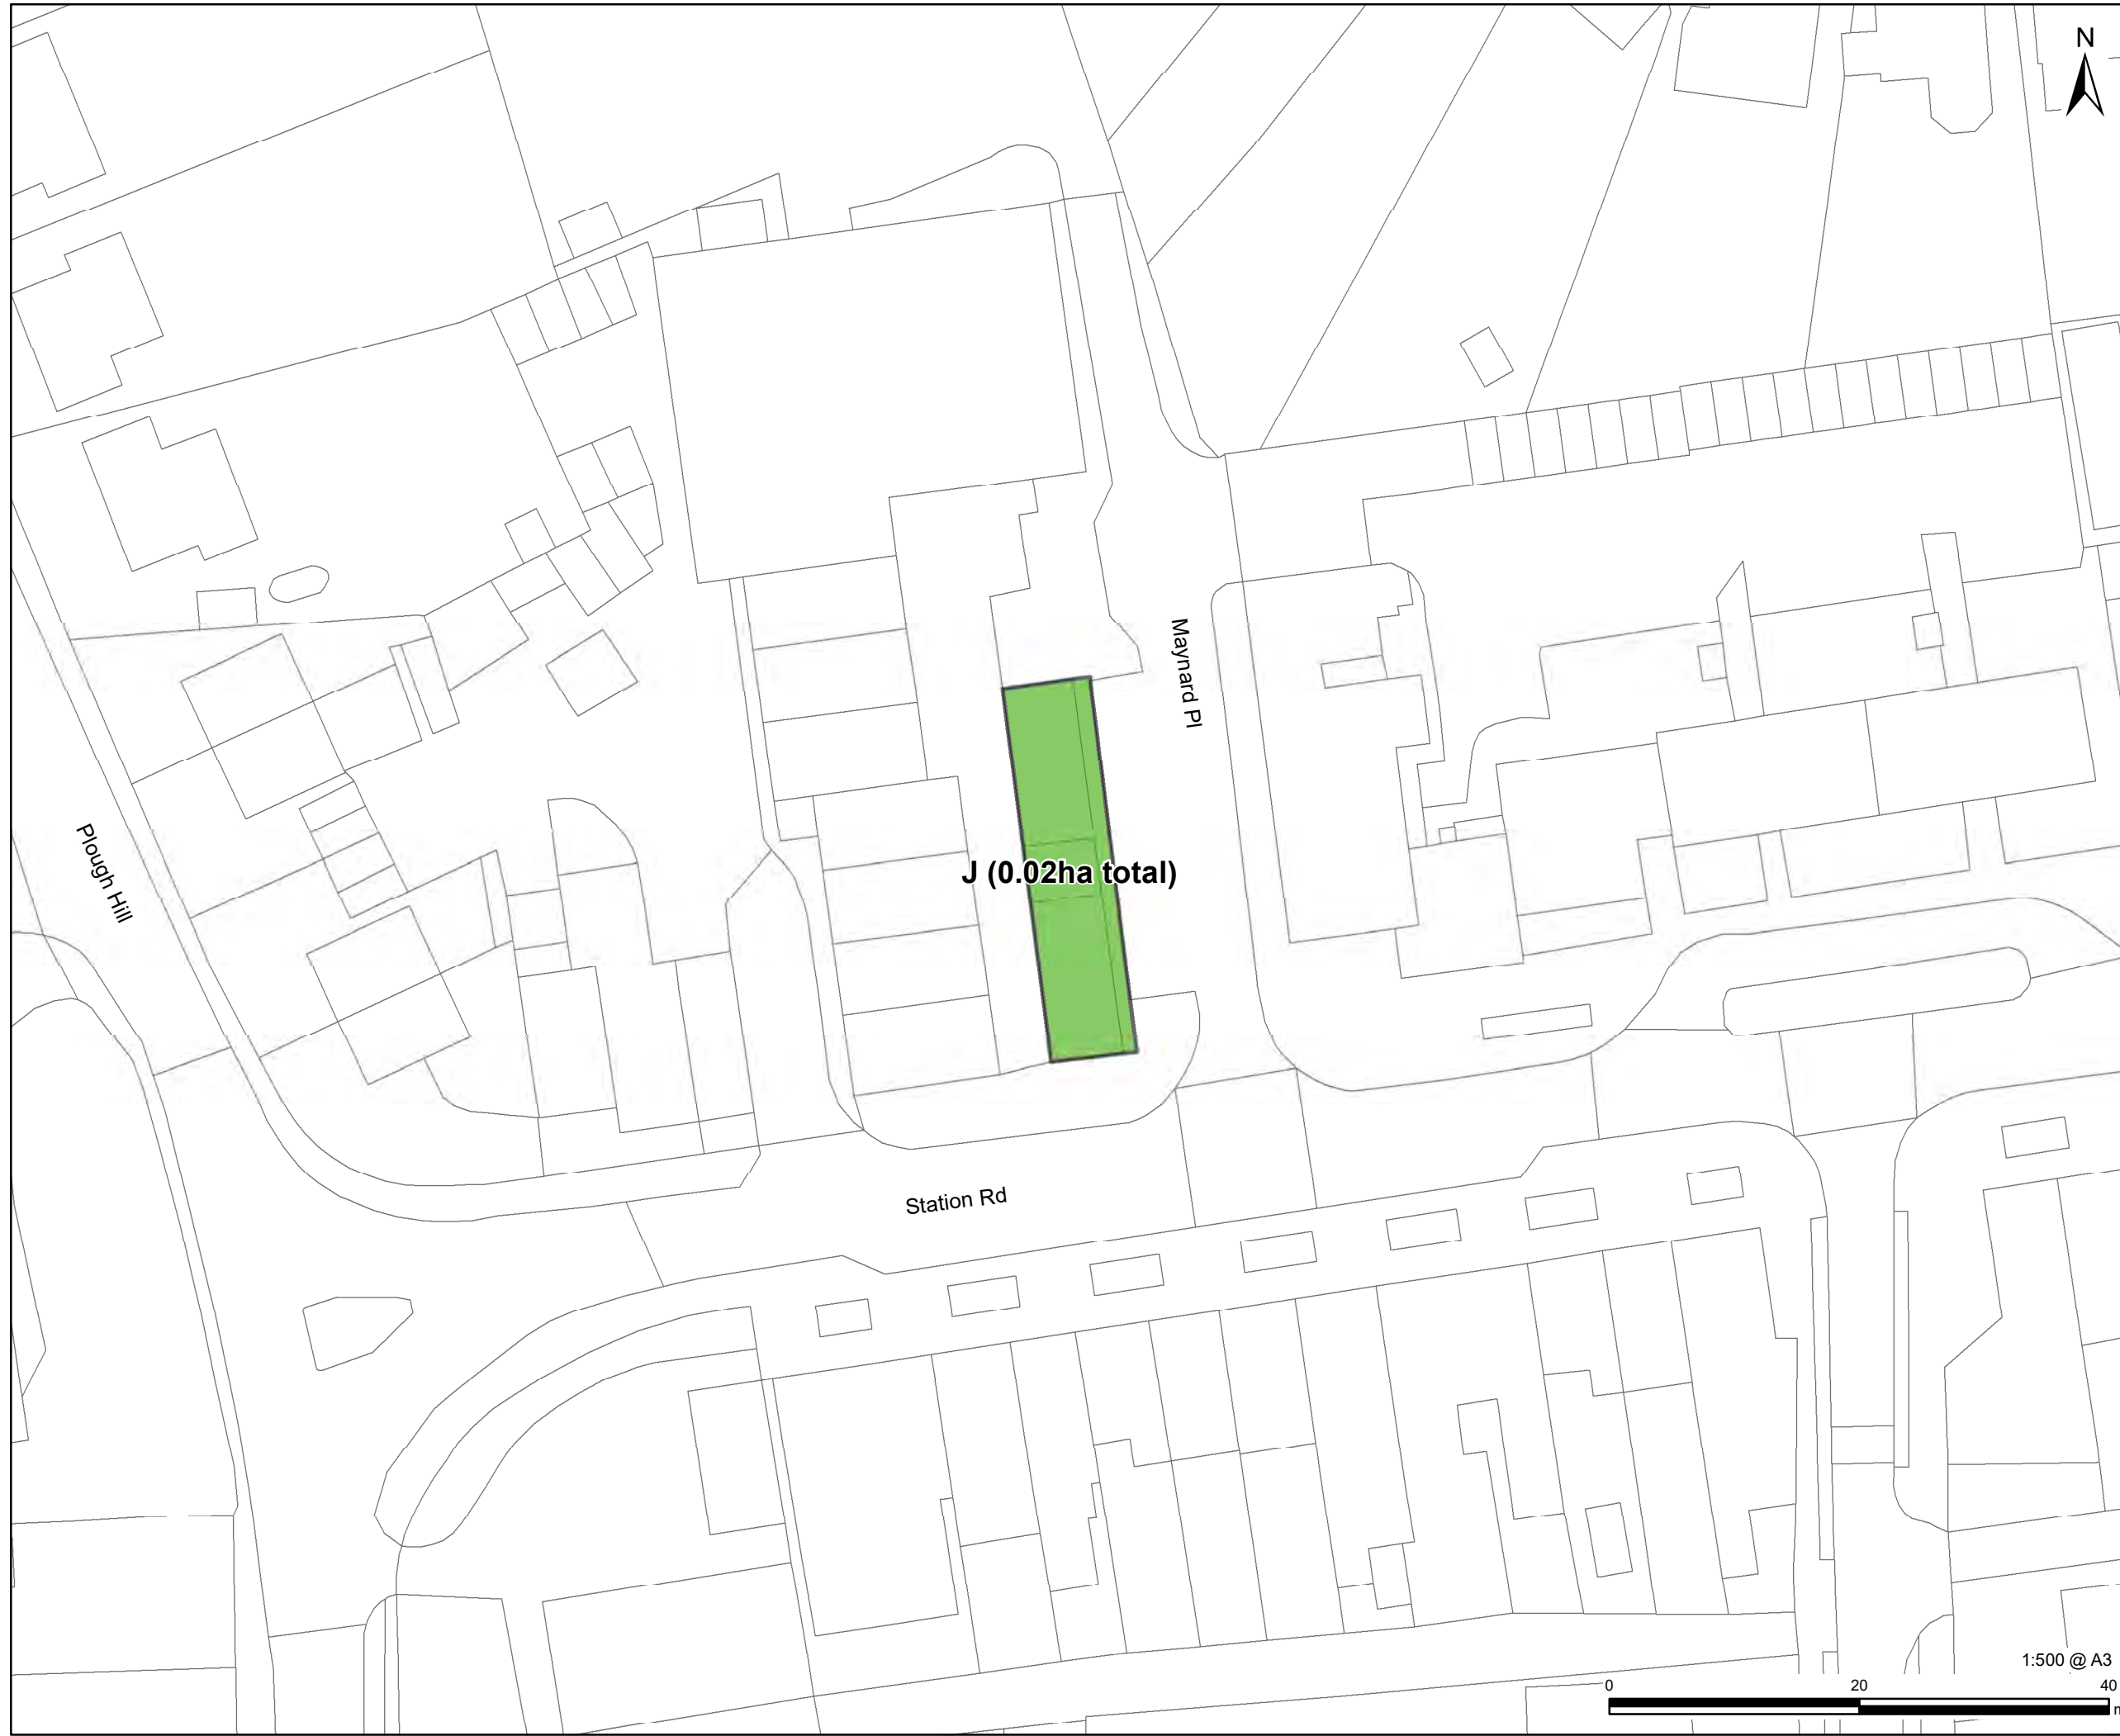 N
Maynard Pl
J (0.02ha total)
Plough Hill
Station Rd
1:500 @ A3
0 20 40